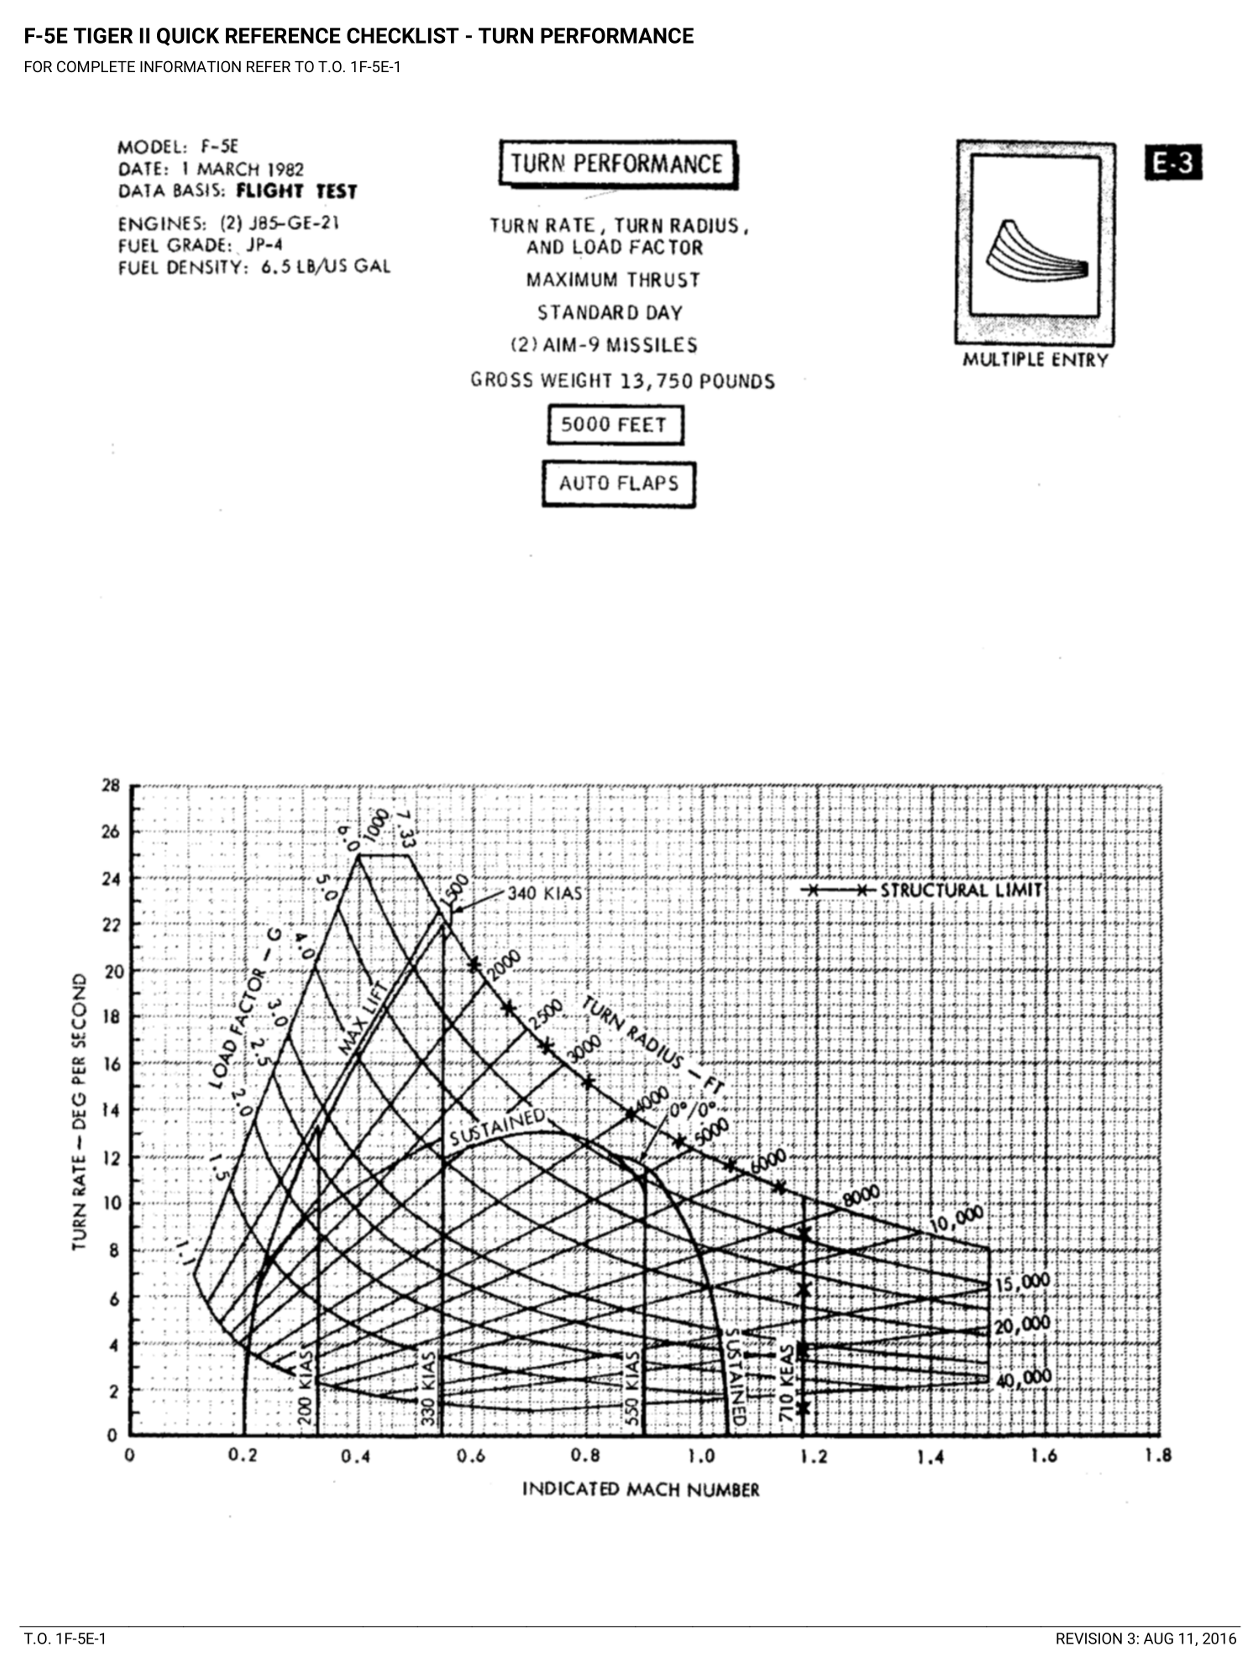 F-5E TIGER II QUICK REFERENCE CHECKLIST - TURN PERFORMANCE
FOR COMPLETE INFORMATION REFER TO T.O. 1F-5E-1
MODEL: F-5E
DATE: 1 MARCH 1982
DATA BASIS: FLIGHT TEST
ENGINES: (2) J85-GE-21
FUEL GRADE: JP-4
FUEL DENSITY: 6.5 LB/US GAL
TURN PERFORMANCE
TURN RATE, TURN RADIUS,
AND LOAD FACTOR
MAXIMUM THRUST
STANDARD DAY
(2) AIM-9 MISSILES
GROSS WEIGHT 13,750 POUNDS
5000 FEET
AUTO FLAPS
MULTIPLE ENTRY
E-3
TURN RATE — DEG PER SECOND
28
26
24
22
20
18
16
14
12
10
8
6
4
2
0
LOAD FACTOR — G
1.1
1.5
2.0
2.5
3.0
4.0
5.0
6.0
7.33
1000
1500
340 KIAS
STRUCTURAL LIMIT
2000
2500
3000
TURN RADIUS — FT
4000
0°/0°
5000
6000
8000
10,000
15,000
20,000
40,000
MAX LIFT
SUSTAINED
200 KIAS
330 KIAS
550 KIAS
SUSTAINED
710 KEAS
0 0.2 0.4 0.6 0.8 1.0 1.2 1.4 1.6 1.8
INDICATED MACH NUMBER
T.O. 1F-5E-1
REVISION 3: AUG 11, 2016